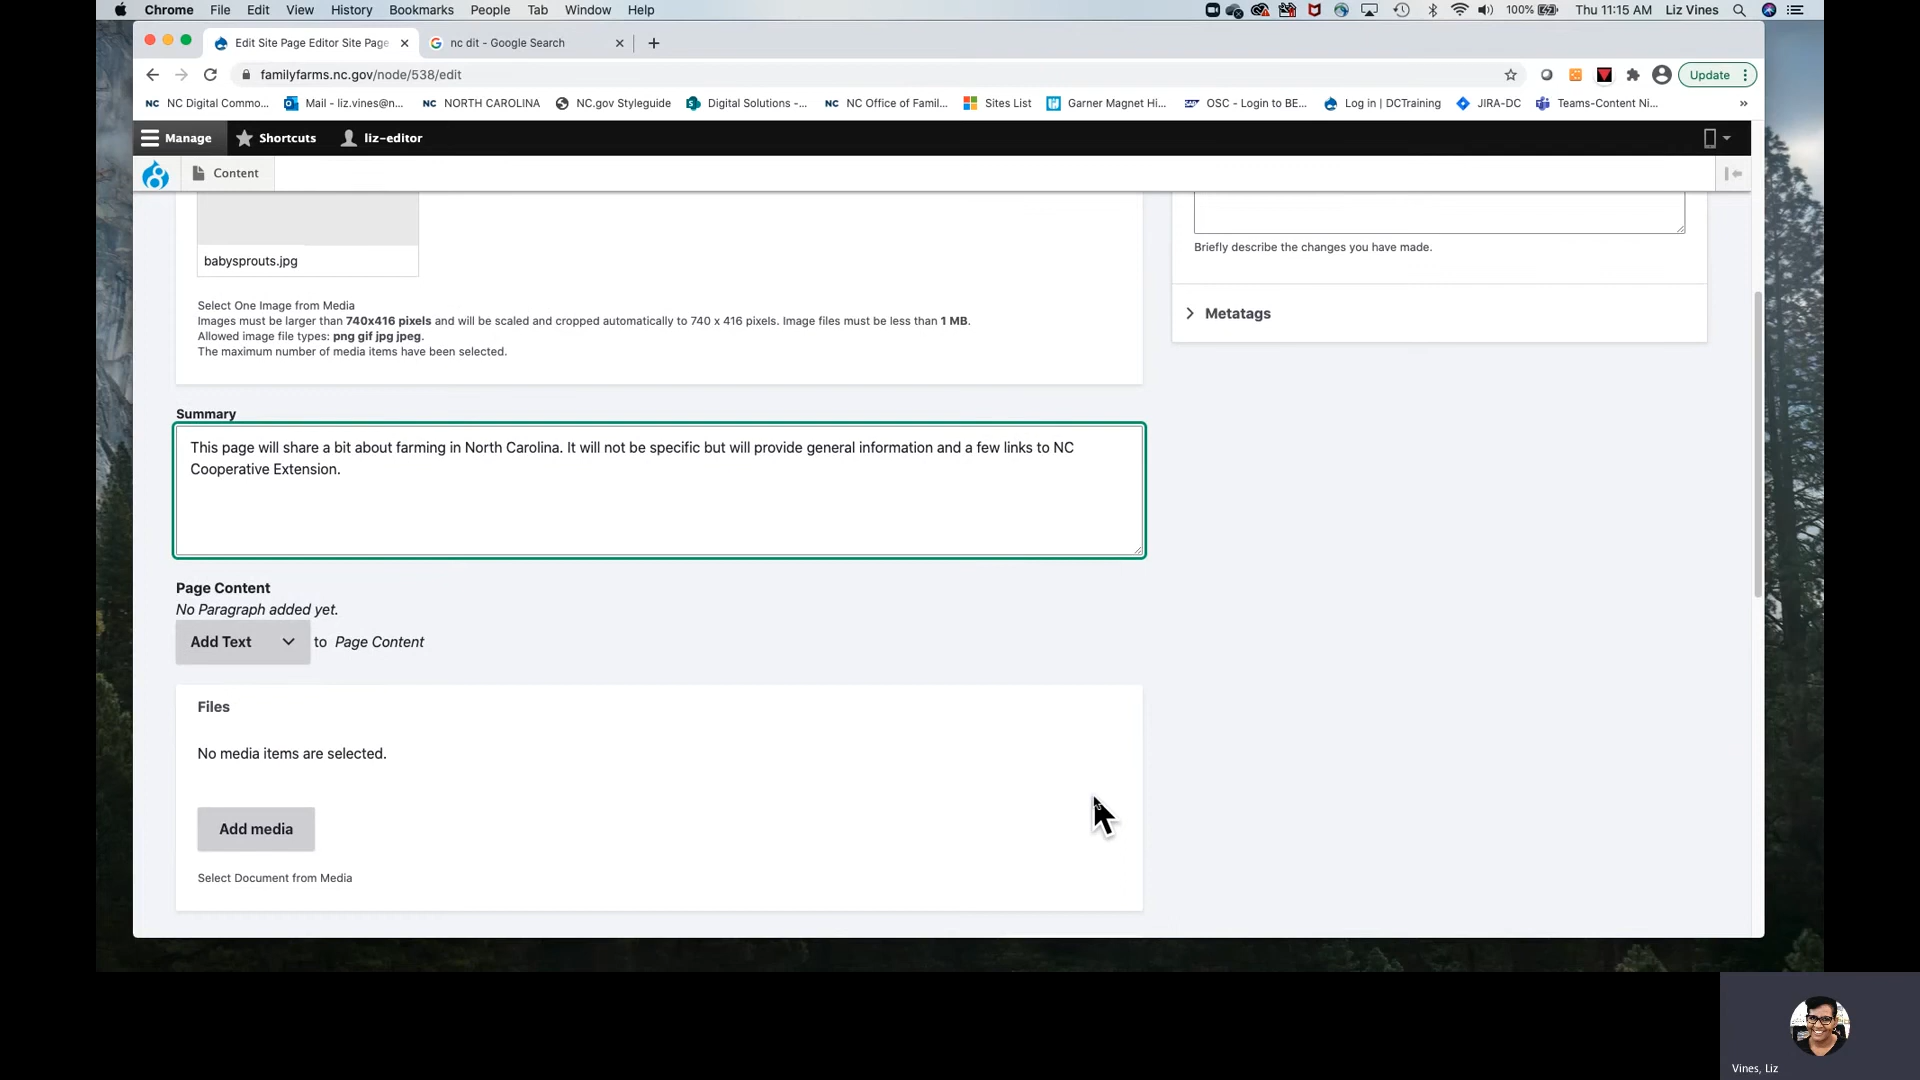 Chrome File Edit View History Bookmarks People Tab Window Help 100% Thu 11:15 AM Liz Vines
Edit Site Page Editor Site Page nc dit - Google Search
familyfarms.nc.gov/node/538/edit Update
NC Digital Commo... Mail - liz.vines@n... NORTH CAROLINA NC.gov Styleguide Digital Solutions -... NC Office of Famil... Sites List Garner Magnet Hi... OSC - Login to BE... Log in | DCTraining JIRA-DC Teams-Content Ni... »
Manage Shortcuts liz-editor
Content
babysprouts.jpg
Briefly describe the changes you have made.
Select One Image from Media
Images must be larger than 740x416 pixels and will be scaled and cropped automatically to 740 x 416 pixels. Image files must be less than 1 MB.
Allowed image file types: png gif jpg jpeg.
The maximum number of media items have been selected.
Metatags
Summary
This page will share a bit about farming in North Carolina. It will not be specific but will provide general information and a few links to NC
Cooperative Extension.
Page Content
No Paragraph added yet.
Add Text to Page Content
Files
No media items are selected.
Add media
Select Document from Media
Vines, Liz